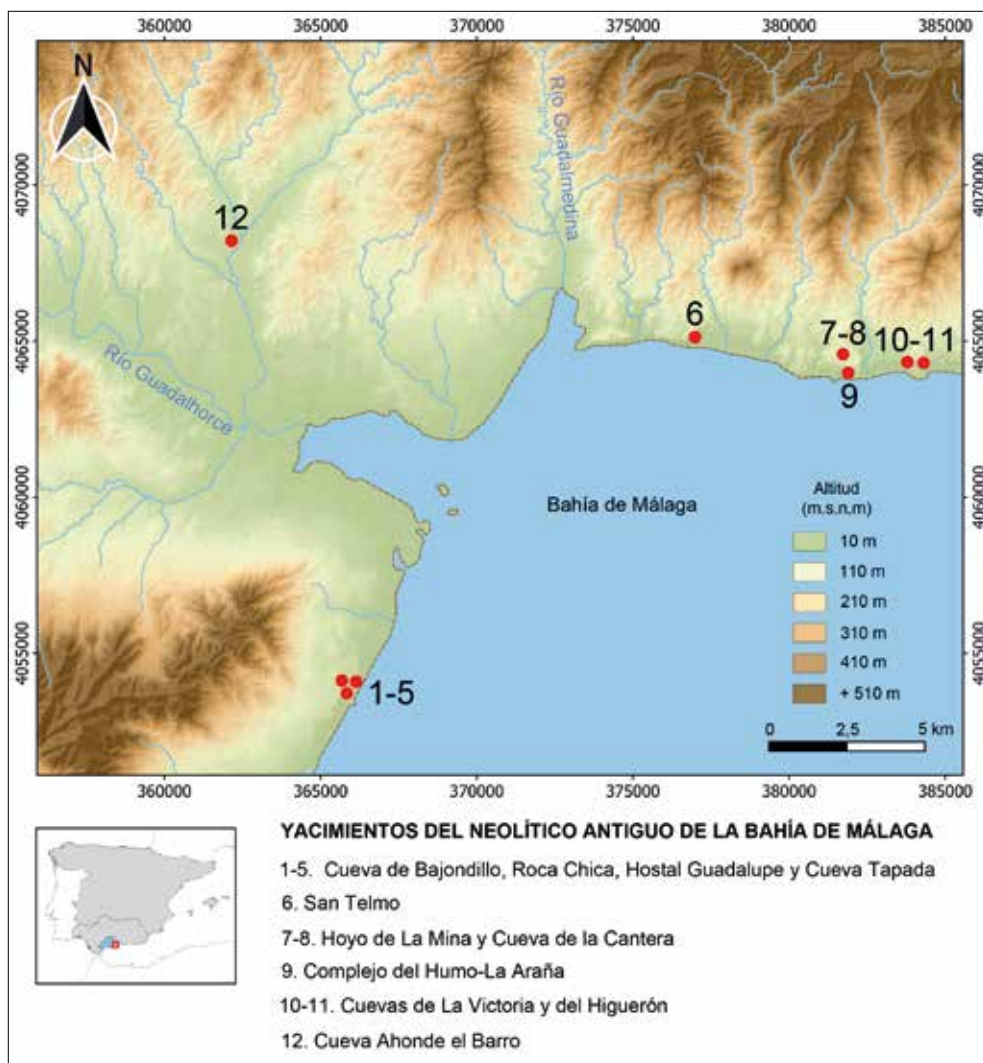 360000 365000 370000 375000 380000 385000
N
4070000
4065000
4060000
4055000
4070000
4065000
4060000
4055000
Río Guadalmedina
12
6
7-8
10-11
9
Río Guadalhorce
Bahía de Málaga
Altitud
(m.s.n.m)
10 m
110 m
210 m
310 m
410 m
+ 510 m
1-5
0 2,5 5 km
360000 365000 370000 375000 380000 385000
YACIMIENTOS DEL NEOLÍTICO ANTIGUO DE LA BAHÍA DE MÁLAGA
1-5. Cueva de Bajondillo, Roca Chica, Hostal Guadalupe y Cueva Tapada
6. San Telmo
7-8. Hoyo de La Mina y Cueva de la Cantera
9. Complejo del Humo-La Araña
10-11. Cuevas de La Victoria y del Higuerón
12. Cueva Ahonde el Barro